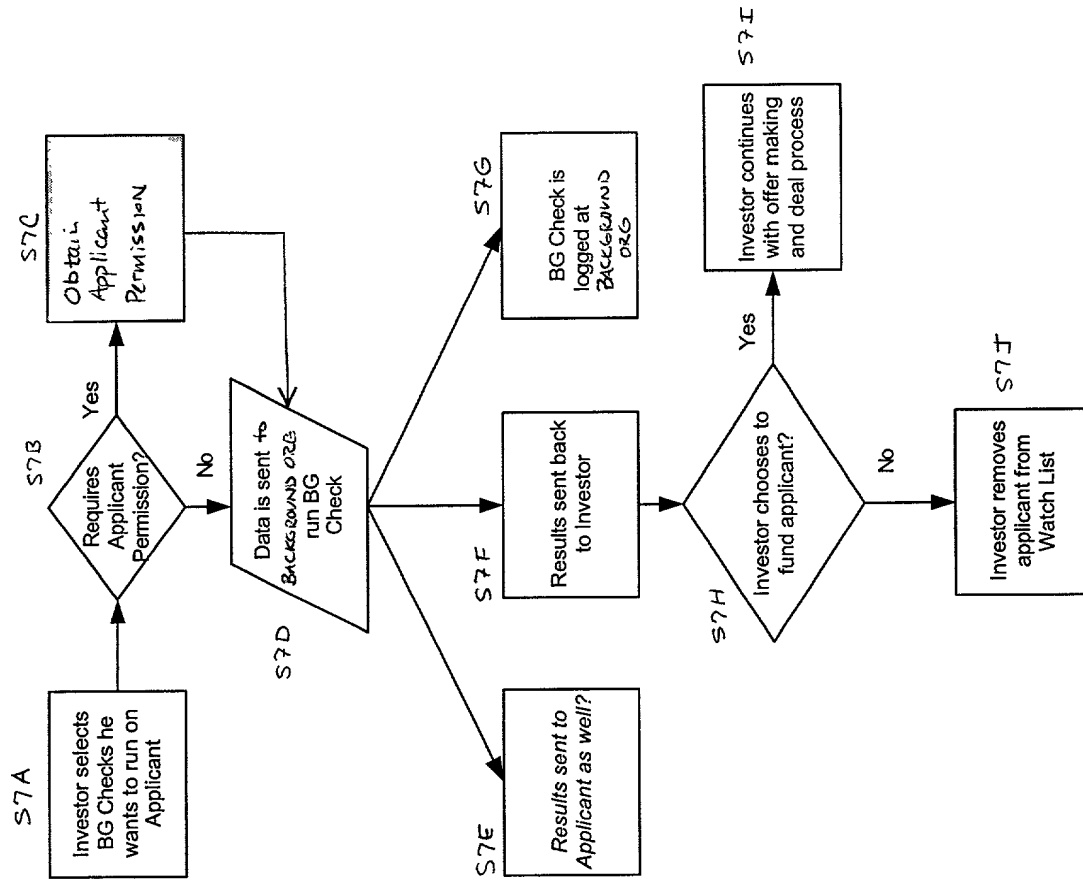 S7A
Investor selects
BG Checks he
wants to run on
Applicant
S7B
Requires
Applicant
Permission?
Yes
No
S7C
Obtain
Applicant
Permission
S7D
Data is sent to
BACKGROUND ORG
run BG
Check
S7E
Results sent to
Applicant as well?
S7F
Results sent back
to Investor
S7G
BG Check is
logged at
BACKGROUND
ORG
S7H
Investor chooses to
fund applicant?
Yes
No
S7I
Investor continues
with offer making
and deal process
S7J
Investor removes
applicant from
Watch List